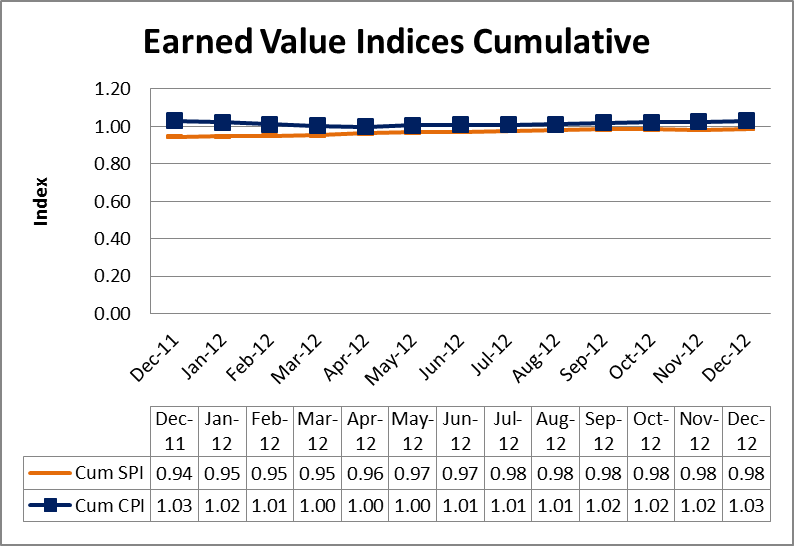 Earned Value Indices Cumulative
1.20
1.00
0.80
0.60
0.40
0.20
0.00
Index
Dec-11 Jan-12 Feb-12 Mar-12 Apr-12 May-12 Jun-12 Jul-12 Aug-12 Sep-12 Oct-12 Nov-12 Dec-12
Dec- Jan- Feb- Mar- Apr- May- Jun- Jul- Aug- Sep- Oct- Nov- Dec-
11 12 12 12 12 12 12 12 12 12 12 12 12
Cum SPI 0.94 0.95 0.95 0.95 0.96 0.97 0.97 0.98 0.98 0.98 0.98 0.98 0.98
Cum CPI 1.03 1.02 1.01 1.00 1.00 1.00 1.01 1.01 1.01 1.02 1.02 1.02 1.03